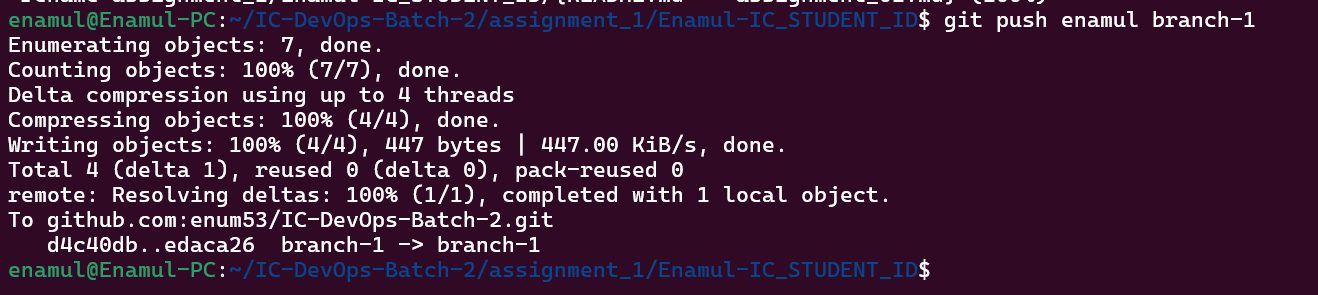 enamul@Enamul-PC:~/IC-DevOps-Batch-2/assignment_1/Enamul-IC_STUDENT_ID$ git push enamul branch-1
Enumerating objects: 7, done.
Counting objects: 100% (7/7), done.
Delta compression using up to 4 threads
Compressing objects: 100% (4/4), done.
Writing objects: 100% (4/4), 447 bytes | 447.00 KiB/s, done.
Total 4 (delta 1), reused 0 (delta 0), pack-reused 0
remote: Resolving deltas: 100% (1/1), completed with 1 local object.
To github.com:enum53/IC-DevOps-Batch-2.git
   d4c40db..edaca26  branch-1 -> branch-1
enamul@Enamul-PC:~/IC-DevOps-Batch-2/assignment_1/Enamul-IC_STUDENT_ID$